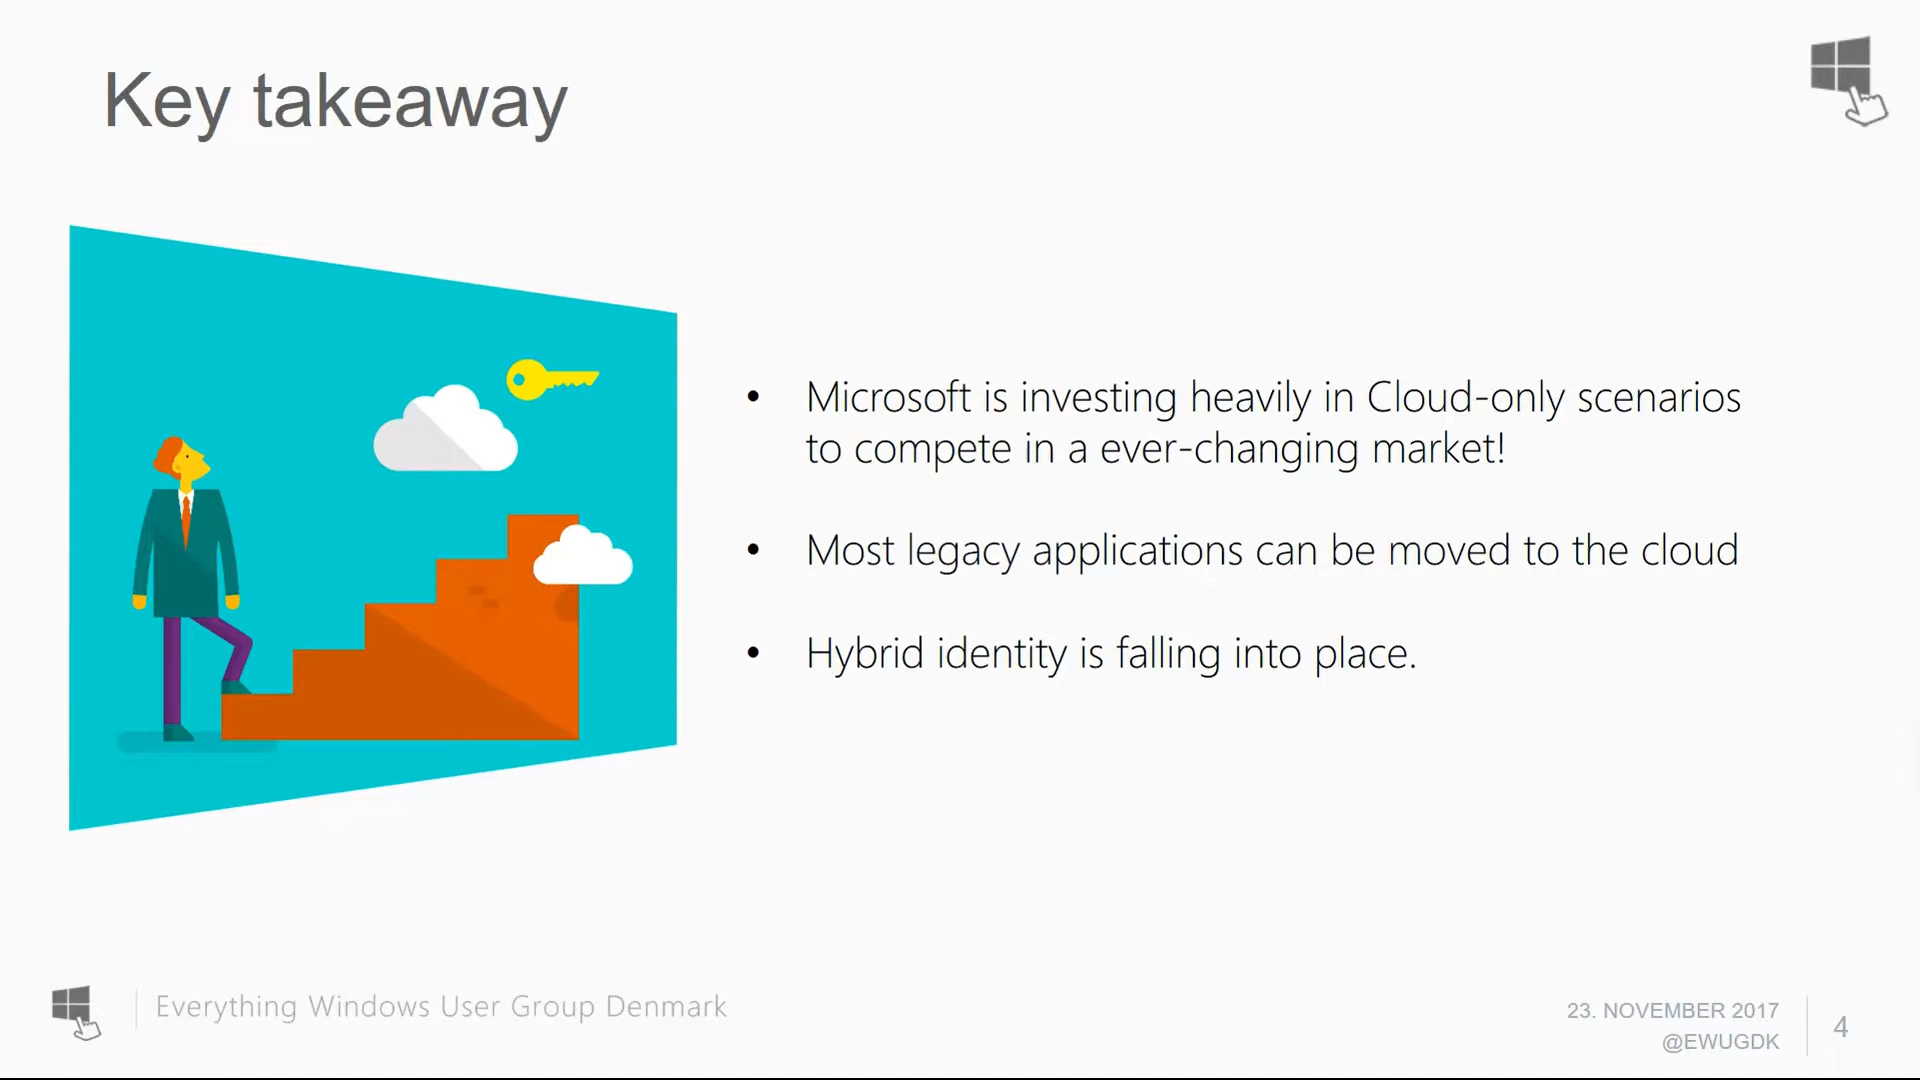 Key takeaway
• Microsoft is investing heavily in Cloud-only scenarios
to compete in a ever-changing market!
• Most legacy applications can be moved to the cloud
• Hybrid identity is falling into place.
Everything Windows User Group Denmark
23. NOVEMBER 2017
@EWUGDK
4